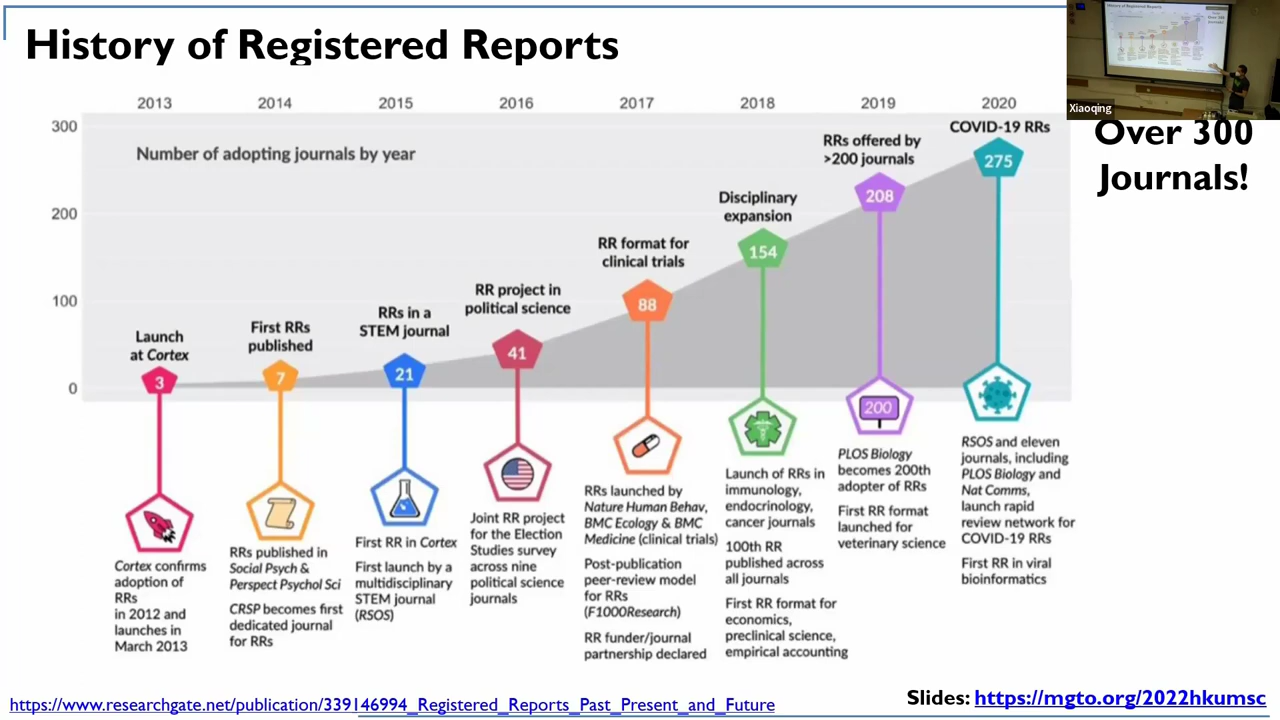 History of Registered Reports
Xiaoqing
Over 300
Journals!
2013 2014 2015 2016 2017 2018 2019 2020
300
200
100
0
Number of adopting journals by year
Launch
at Cortex
3
Cortex confirms
adoption of
RRs
in 2012 and
launches in
March 2013
First RRs
published
7
RRs published in
Social Psych &
Perspect Psychol Sci
CRSP becomes first
dedicated journal
for RRs
RRs in a
STEM journal
21
First RR in Cortex
First launch by a
multidisciplinary
STEM journal
(RSOS)
RR project in
political science
41
Joint RR project
for the Election
Studies survey
across nine
political science
journals
RR format for
clinical trials
88
RRs launched by
Nature Human Behav,
BMC Ecology & BMC
Medicine (clinical trials)
Post-publication
peer-review model
for RRs
(F1000Research)
RR funder/journal
partnership declared
Disciplinary
expansion
154
Launch of RRs in
immunology,
endocrinology,
cancer journals
100th RR
published across
all journals
First RR format for
economics,
preclinical science,
empirical accounting
RRs offered by
>200 journals
208
200
PLOS Biology
becomes 200th
adopter of RRs
First RR format
launched for
veterinary science
COVID-19 RRs
275
RSOS and eleven
journals, including
PLOS Biology and
Nat Comms,
launch rapid
review network for
COVID-19 RRs
First RR in viral
bioinformatics
https://www.researchgate.net/publication/339146994_Registered_Reports_Past_Present_and_Future
Slides: https://mgto.org/2022hkumsc